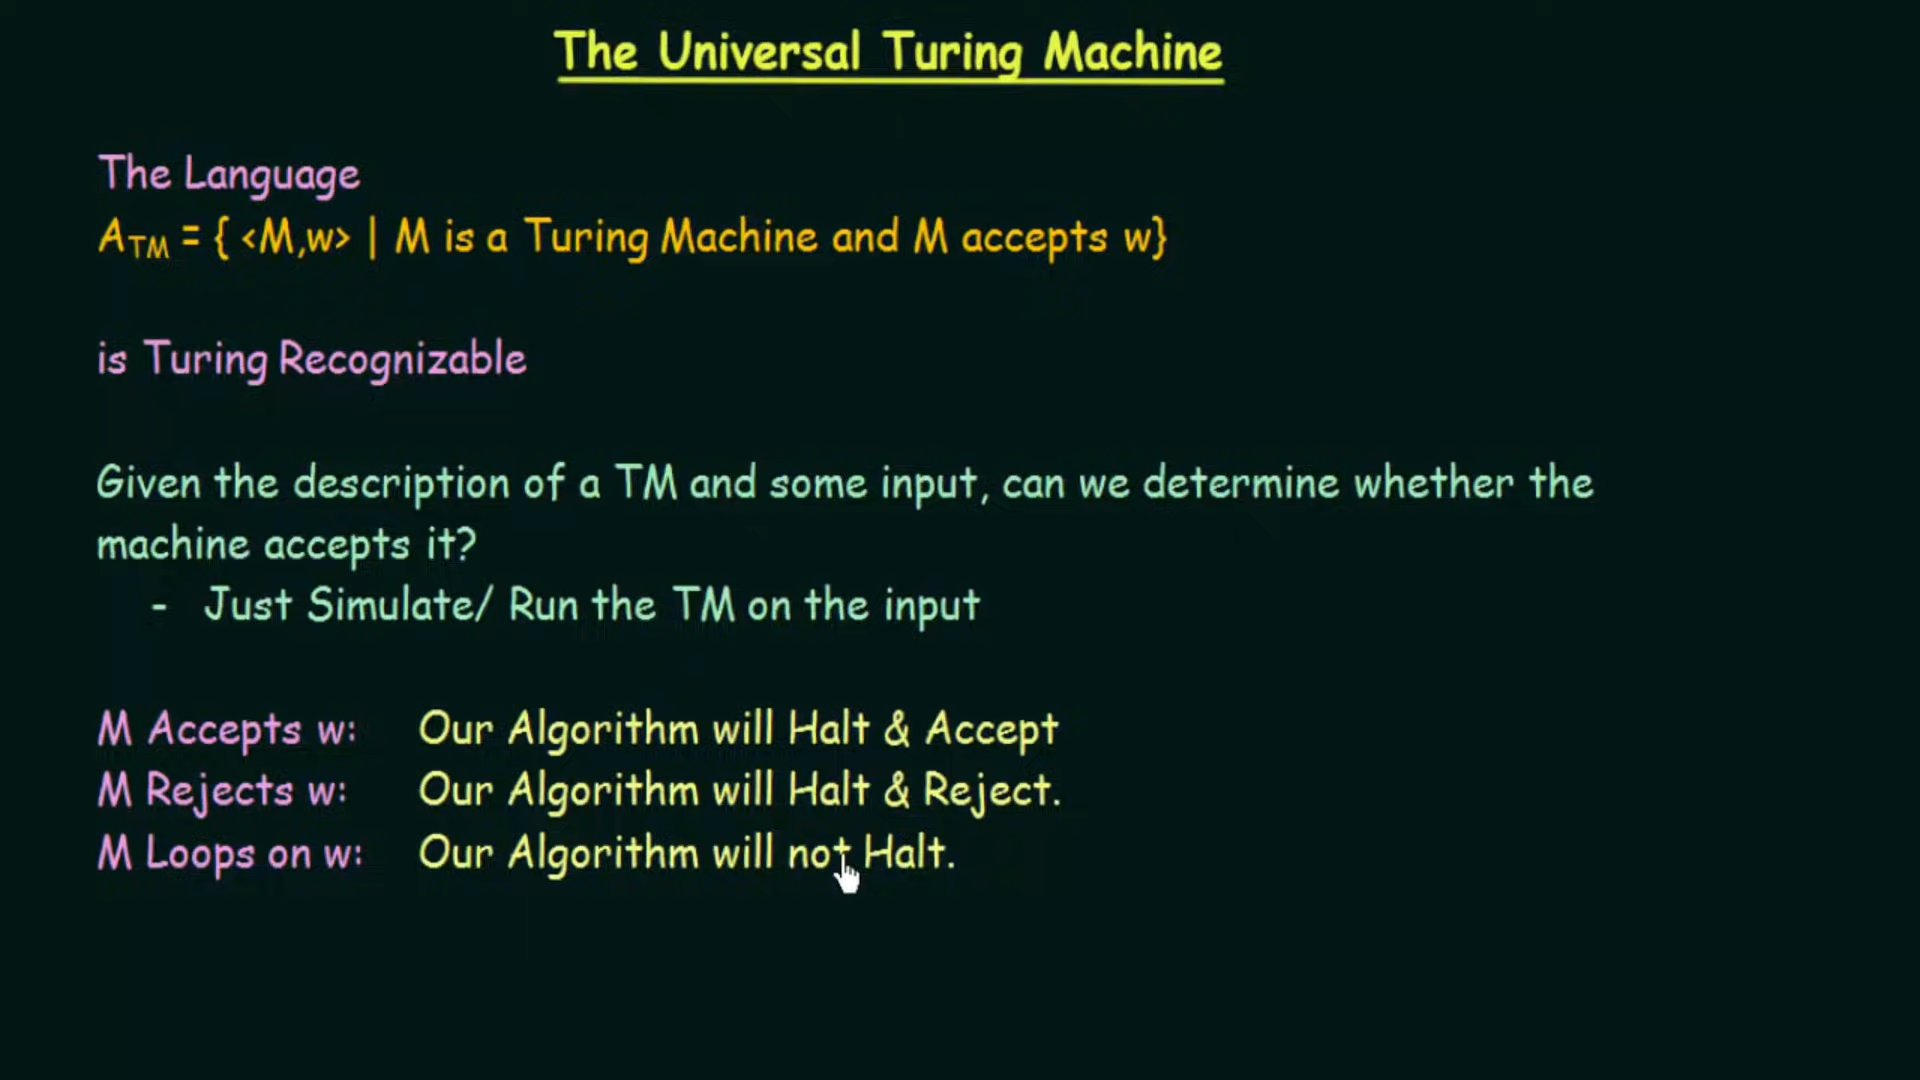 The Universal Turing Machine
The Language
A_TM = { <M,w> | M is a Turing Machine and M accepts w}
is Turing Recognizable
Given the description of a TM and some input, can we determine whether the
machine accepts it?
- Just Simulate/ Run the TM on the input
M Accepts w: Our Algorithm will Halt & Accept
M Rejects w: Our Algorithm will Halt & Reject.
M Loops on w: Our Algorithm will not Halt.